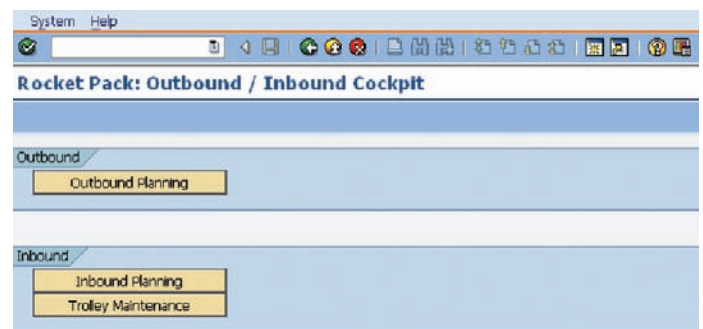 System Help
Rocket Pack: Outbound / Inbound Cockpit
Outbound
Outbound Planning
Inbound
Inbound Planning
Trolley Maintenance